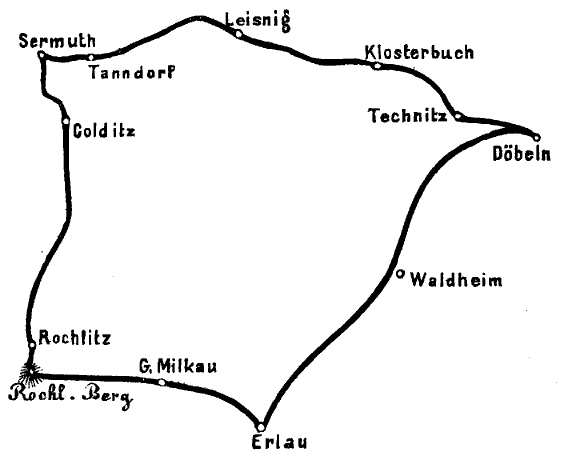 Leisnig
Sermuth
Tanndorf
Klosterbuch
Colditz
Technitz
Döbeln
Waldheim
Rochlitz
G. Milkau
Rochl. Berg
Erlau